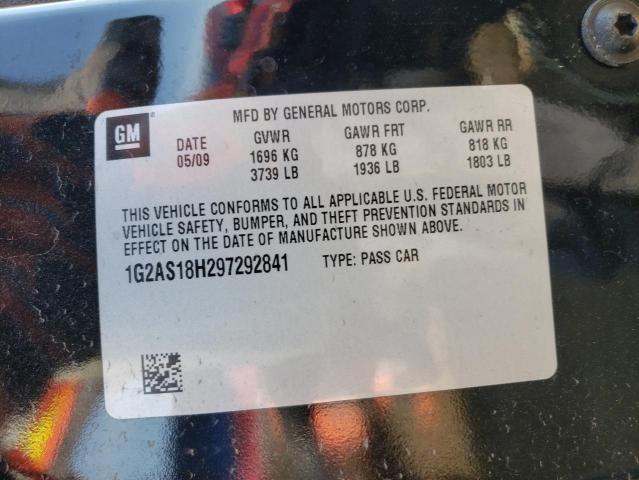 MFD BY GENERAL MOTORS CORP.
GM
DATE GVWR GAWR FRT GAWR RR
05/09 1696 KG 878 KG 818 KG
3739 LB 1936 LB 1803 LB
THIS VEHICLE CONFORMS TO ALL APPLICABLE U.S. FEDERAL MOTOR
VEHICLE SAFETY, BUMPER, AND THEFT PREVENTION STANDARDS IN
EFFECT ON THE DATE OF MANUFACTURE SHOWN ABOVE.
1G2AS18H297292841 TYPE: PASS CAR